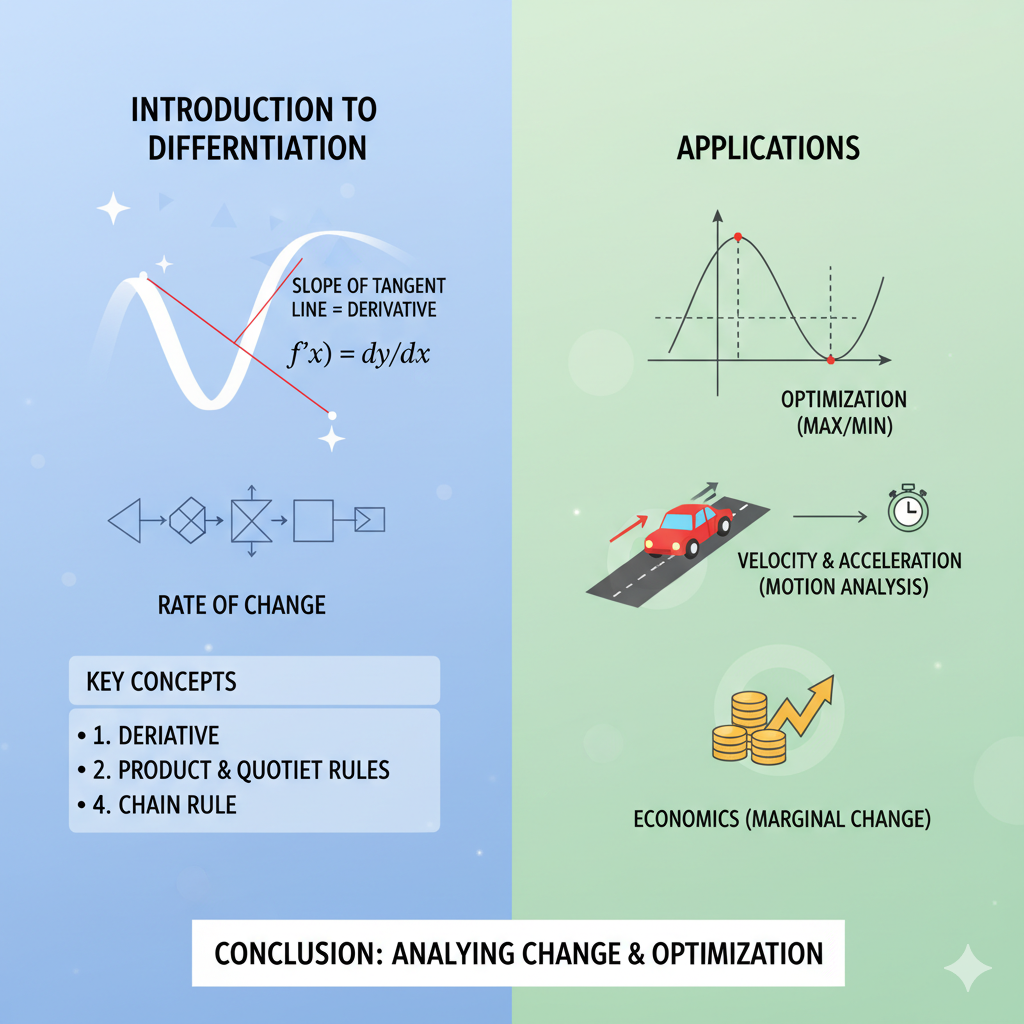 INTRODUCTION TO
DIFFERNTIATION
SLOPE OF TANGENT
LINE = DERIVATIVE
f'x) = dy/dx
RATE OF CHANGE
KEY CONCEPTS
• 1. DERIATIVE
• 2. PRODUCT & QUOTIET RULES
• 4. CHAIN RULE
APPLICATIONS
OPTIMIZATION
(MAX/MIN)
VELOCITY & ACCELERATION
(MOTION ANALYSIS)
ECONOMICS (MARGINAL CHANGE)
CONCLUSION: ANALYING CHANGE & OPTIMIZATION